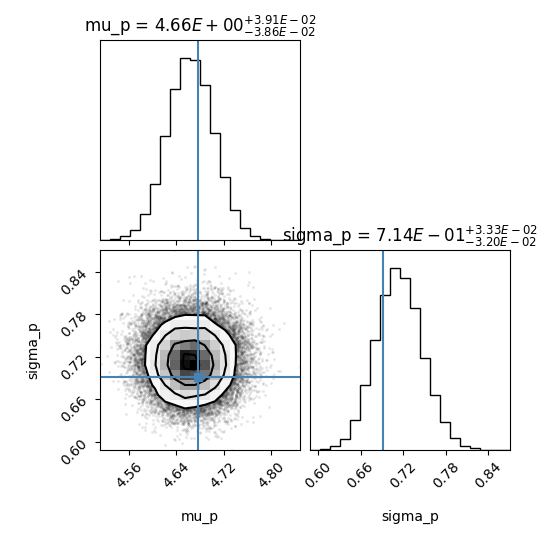 mu_p = 4.66E + 00 +3.91E − 02 −3.86E − 02
sigma_p = 7.14E − 01 +3.33E − 02 −3.20E − 02
0.84
0.78
0.72
0.66
0.60
sigma_p
4.56 4.64 4.72 4.80
0.60 0.66 0.72 0.78 0.84
mu_p
sigma_p